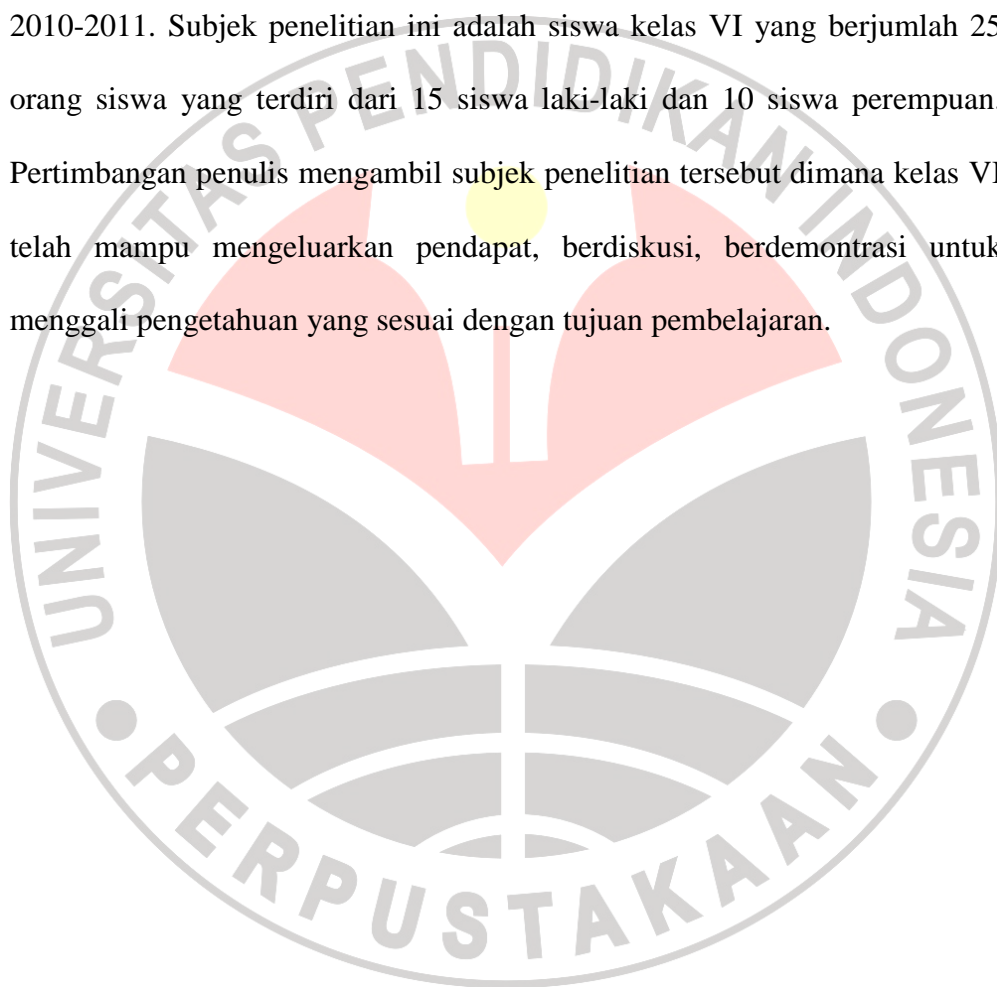 2010-2011. Subjek penelitian ini adalah siswa kelas VI yang berjumlah 25
orang siswa yang terdiri dari 15 siswa laki-laki dan 10 siswa perempuan.
Pertimbangan penulis mengambil subjek penelitian tersebut dimana kelas VI
telah mampu mengeluarkan pendapat, berdiskusi, berdemontrasi untuk
menggali pengetahuan yang sesuai dengan tujuan pembelajaran.
UNIVERSITAS PENDIDIKAN INDONESIA
PERPUSTAKAAN